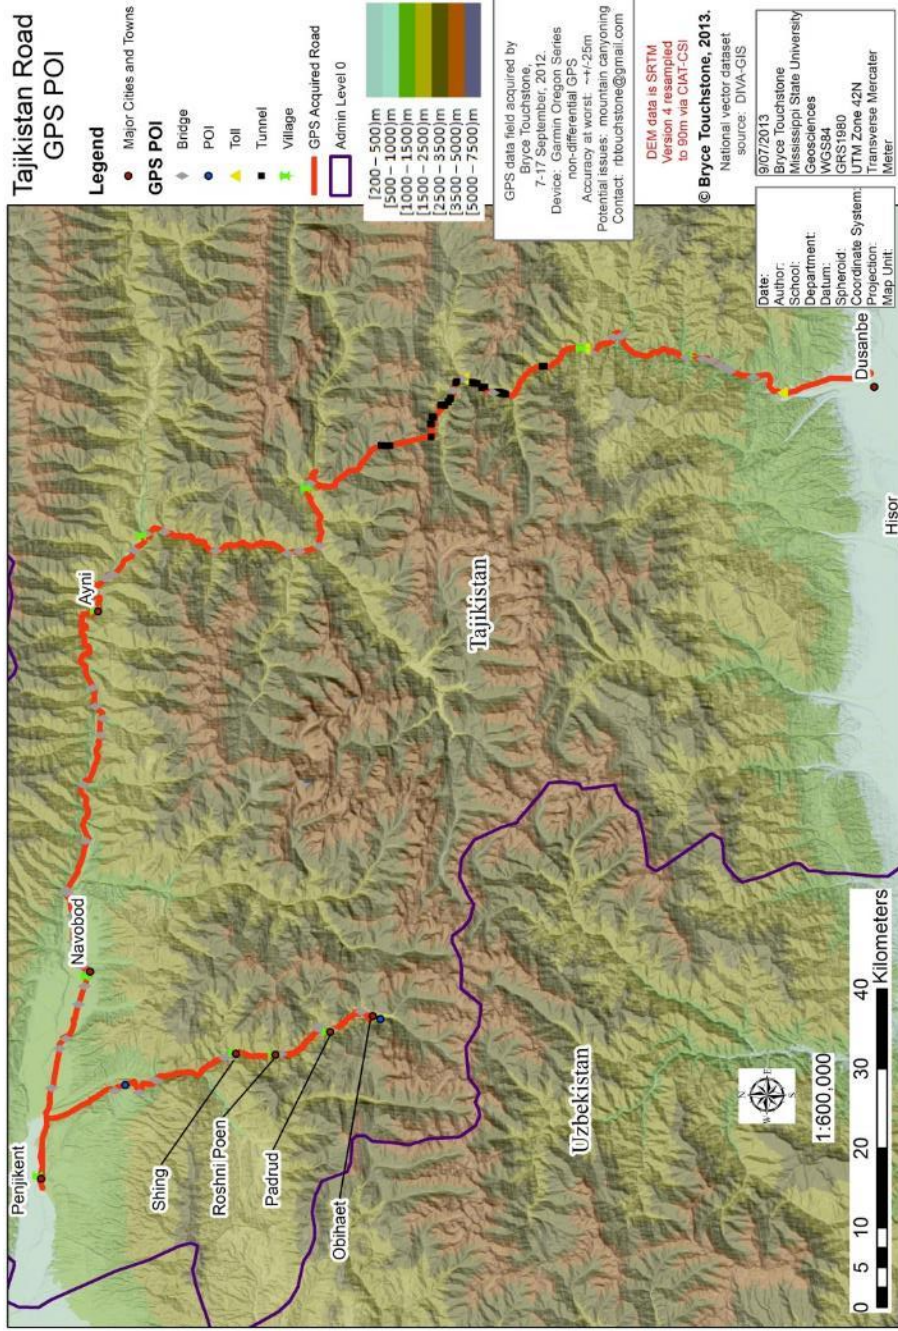 Tajikistan Road
GPS POI
Legend
Major Cities and Towns
GPS POI
Bridge
POI
Toll
Tunnel
Village
GPS Acquired Road
Admin Level 0
[200 – 500)m
[500 – 1000)m
[1000 – 1500)m
[1500 – 2500)m
[2500 – 3500)m
[3500 – 5000)m
[5000 – 7500)m
GPS data field acquired by
Bryce Touchstone,
7-17 September, 2012.
Device: Garmin Oregon Series
non-differential GPS
Accuracy at worst: ~+/-25m
Potential issues: mountain canyoning
Contact: rbtouchstone@gmail.com
DEM data is SRTM
Version 4 resampled
to 90m via CIAT-CSI
© Bryce Touchstone, 2013.
National vector dataset
source: DIVA-GIS
Date: 9/07/2013
Author: Bryce Touchstone
School: Mississippi State University
Department: Geosciences
Datum: WGS84
Spheroid: GRS1980
Coordinate System: UTM Zone 42N
Projection: Transverse Mercater
Map Unit: Meter
Penjikent
Navobod
Ayni
Shing
Roshni Poen
Padrud
Obihaet
Tajikistan
Uzbekistan
Dusanbe
Hisor
N
W E
S
1:600,000
0 5 10 20 30 40
Kilometers